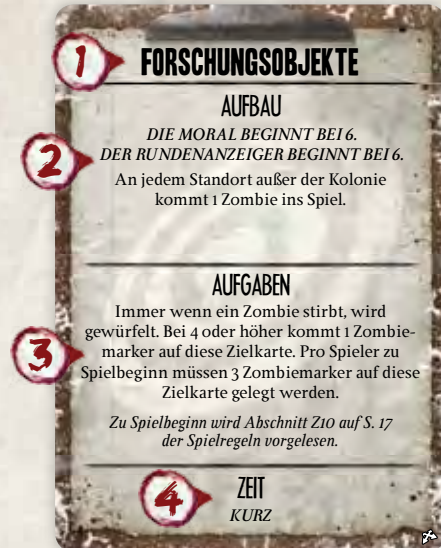 1
FORSCHUNGSOBJEKTE
AUFBAU
2
DIE MORAL BEGINNT BEI 6.
DER RUNDENANZEIGER BEGINNT BEI 6.
An jedem Standort außer der Kolonie
kommt 1 Zombie ins Spiel.
AUFGABEN
Immer wenn ein Zombie stirbt, wird
gewürfelt. Bei 4 oder höher kommt 1 Zombie-
3
marker auf diese Zielkarte. Pro Spieler zu
Spielbeginn müssen 3 Zombiemarker auf diese
Zielkarte gelegt werden.
Zu Spielbeginn wird Abschnitt Z10 auf S. 17
der Spielregeln vorgelesen.
4
ZEIT
KURZ